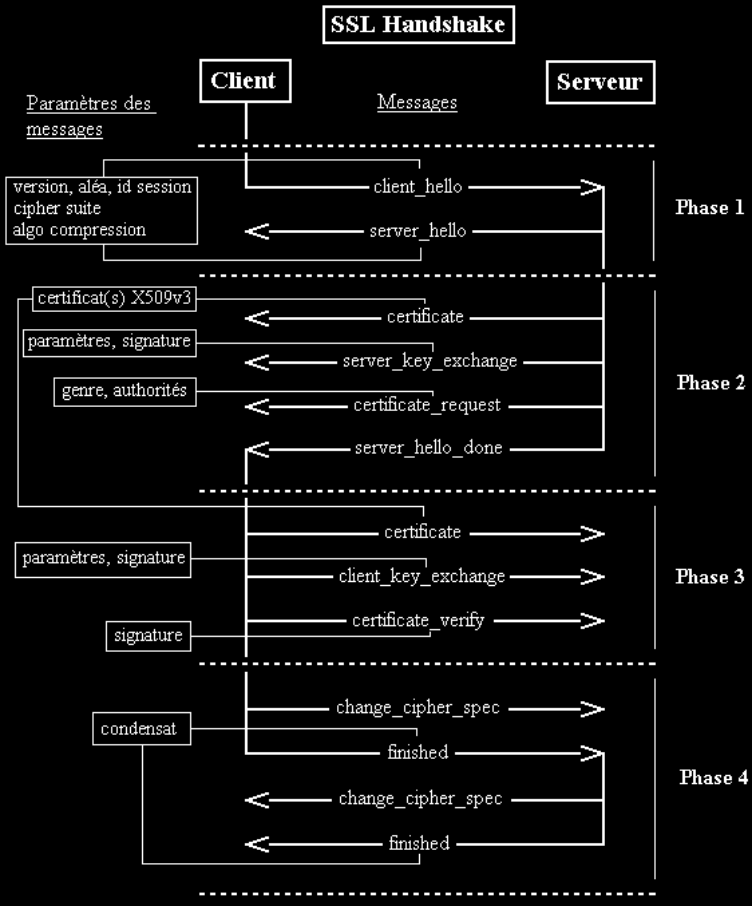 SSL Handshake
Client
Serveur
Paramètres des
messages
Messages
version, aléa, id session
cipher suite
algo compression
client_hello
server_hello
Phase 1
certificat(s) X509v3
certificate
paramètres, signature
server_key_exchange
genre, authorités
certificate_request
server_hello_done
Phase 2
certificate
paramètres, signature
client_key_exchange
certificate_verify
signature
Phase 3
change_cipher_spec
condensat
finished
change_cipher_spec
finished
Phase 4